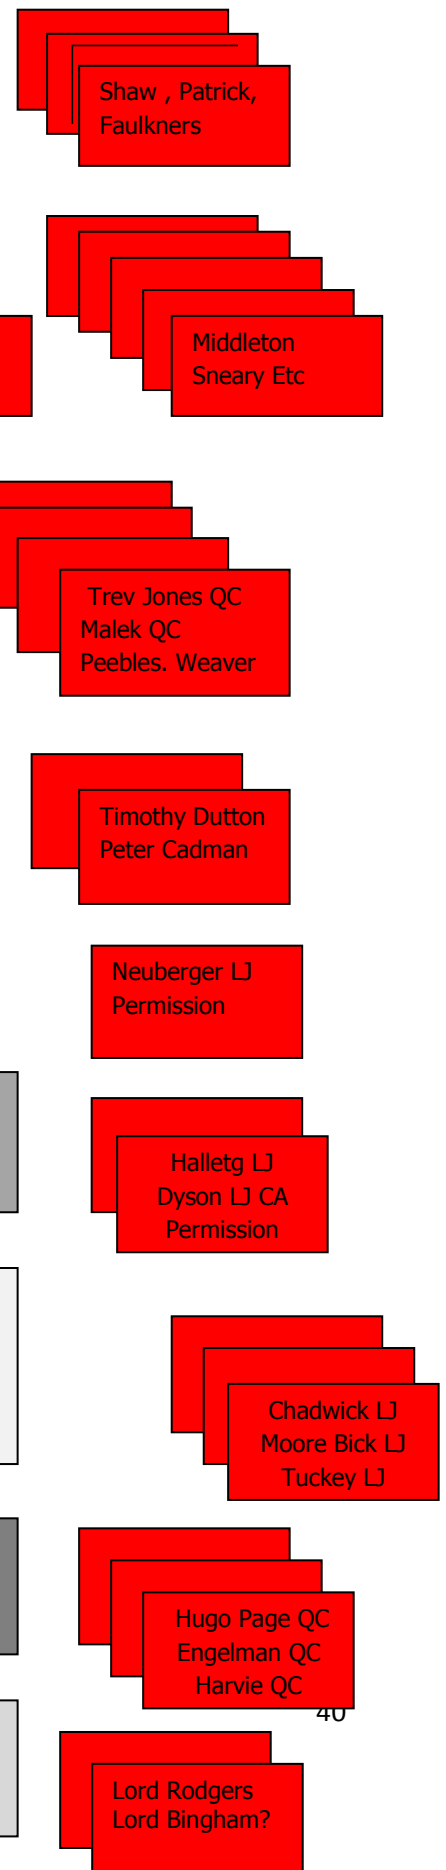 Shaw , Patrick,
Faulkners
Middleton
Sneary Etc
Trev Jones QC
Malek QC
Peebles. Weaver
Timothy Dutton
Peter Cadman
Neuberger LJ
Permission
Halletg LJ
Dyson LJ CA
Permission
Chadwick LJ
Moore Bick LJ
Tuckey LJ
Hugo Page QC
Engelman QC
Harvie QC
40
Lord Rodgers
Lord Bingham?